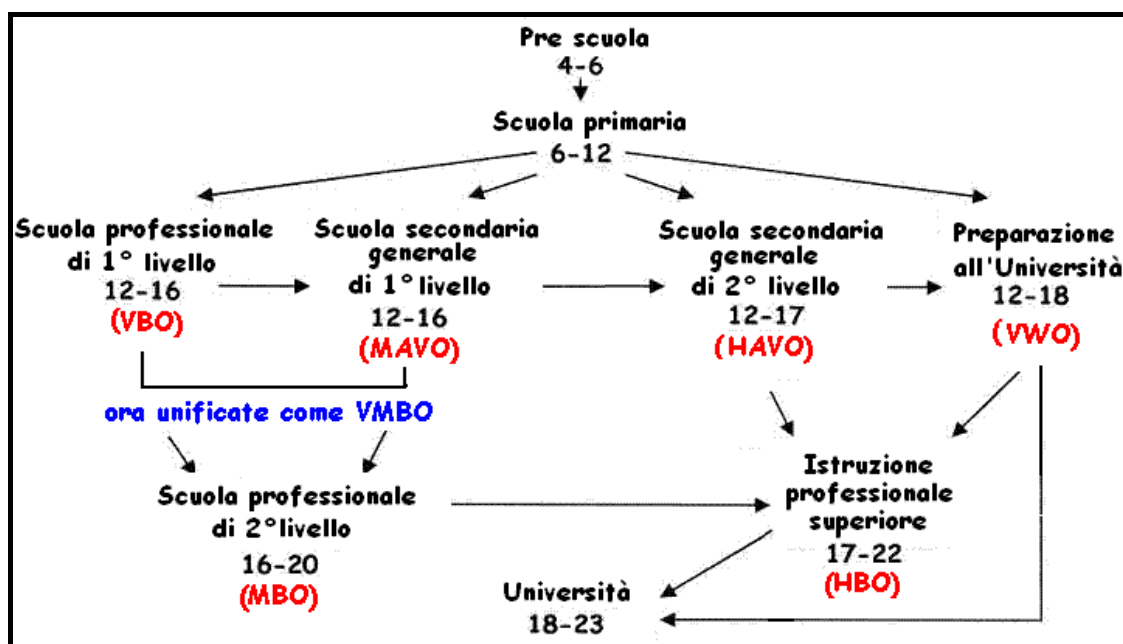 Pre scuola
4-6
Scuola primaria
6-12
Scuola professionale
di 1° livello
12-16
(VBO)
Scuola secondaria
generale
di 1° livello
12-16
(MAVO)
Scuola secondaria
generale
di 2° livello
12-17
(HAVO)
Preparazione
all'Università
12-18
(VWO)
ora unificate come VMBO
Scuola professionale
di 2°livello
16-20
(MBO)
Istruzione
professionale
superiore
17-22
(HBO)
Università
18-23